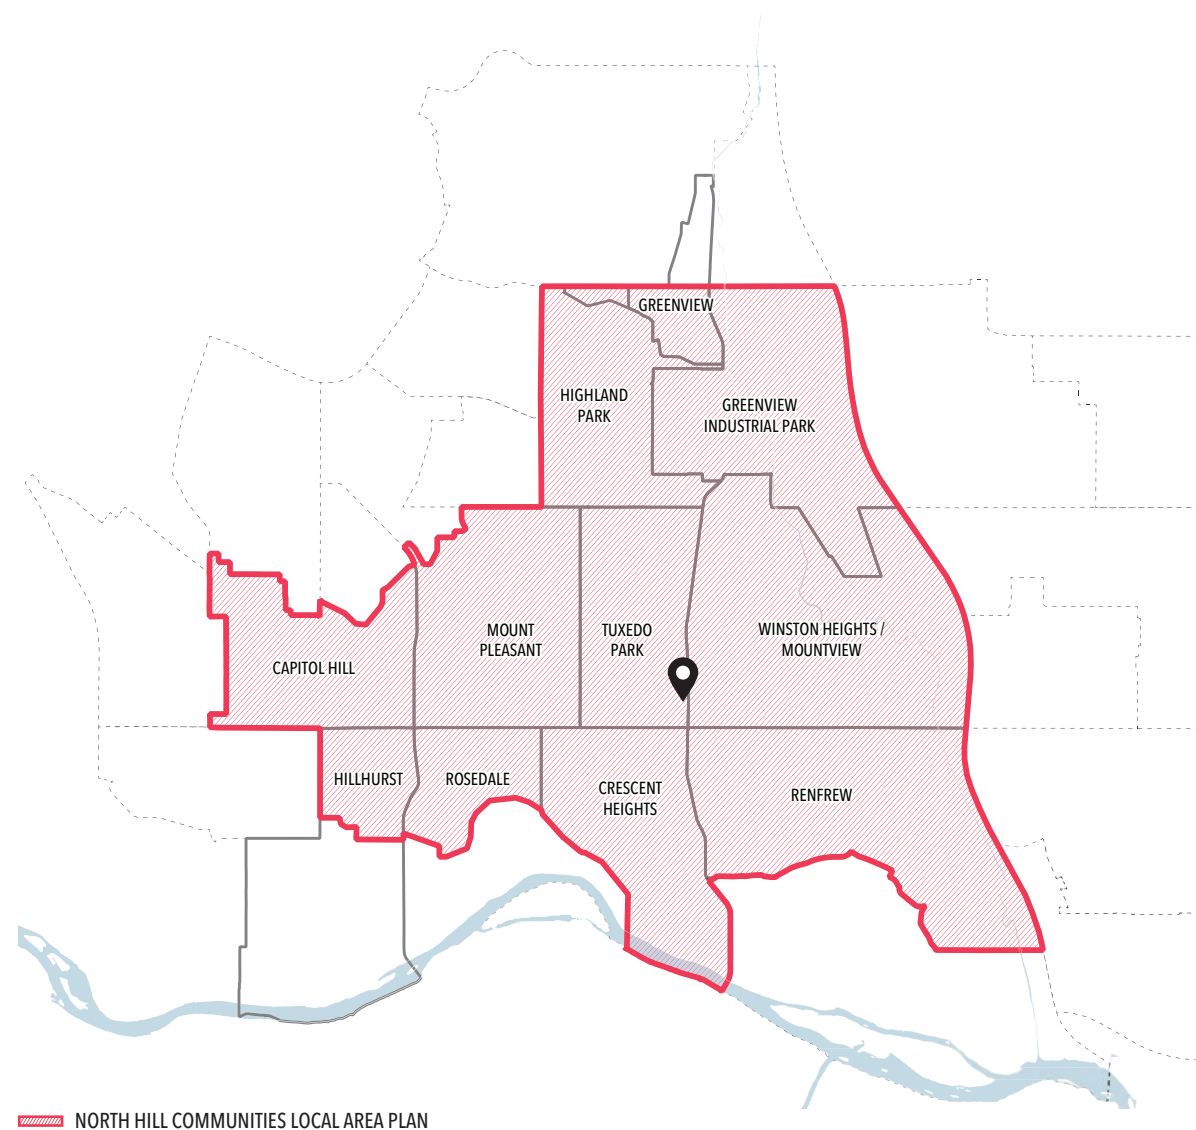 GREENVIEW
HIGHLAND
PARK
GREENVIEW
INDUSTRIAL PARK
MOUNT
PLEASANT
TUXEDO
PARK
WINSTON HEIGHTS /
MOUNTVIEW
CAPITOL HILL
HILLHURST
ROSEDALE
CRESCENT
HEIGHTS
RENFREW
NORTH HILL COMMUNITIES LOCAL AREA PLAN